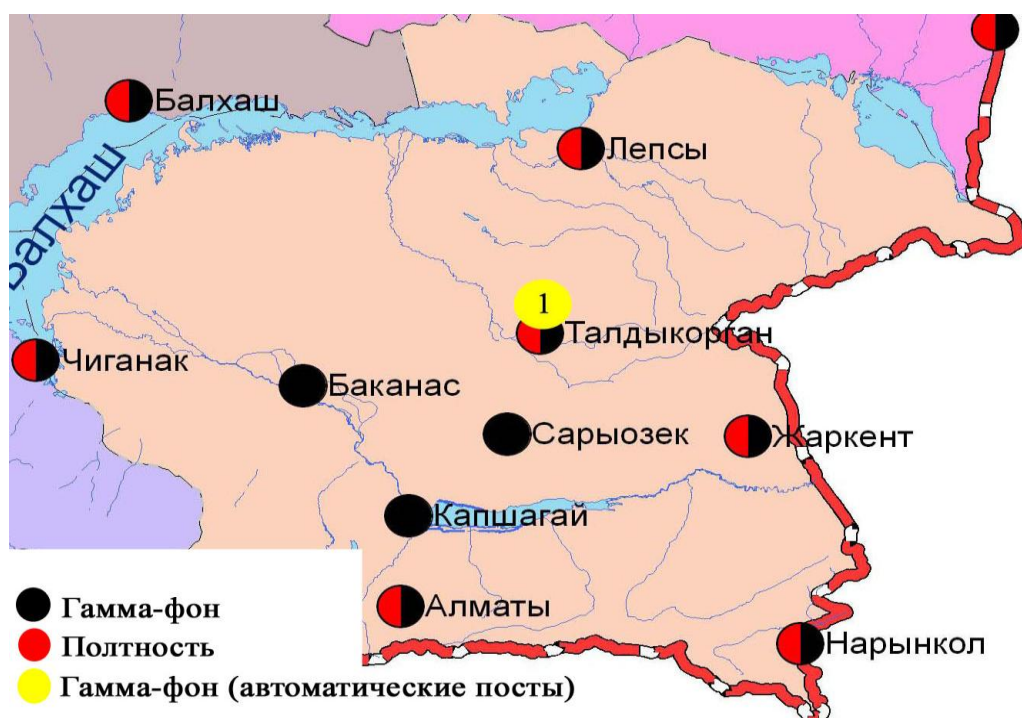 Балхаш
Лепсы
Балхаш
1
Талдыкорган
Чиганак
Баканас
Сарыозек
Жаркент
Капшагай
Алматы
Нарынкол
Гамма-фон
Полтность
Гамма-фон (автоматические посты)